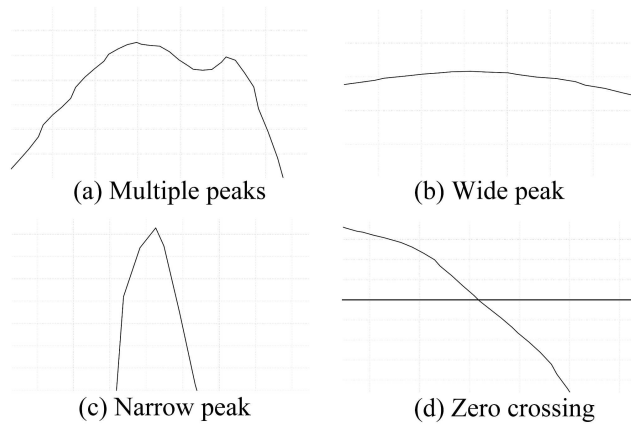 (a) Multiple peaks
(b) Wide peak
(c) Narrow peak
(d) Zero crossing